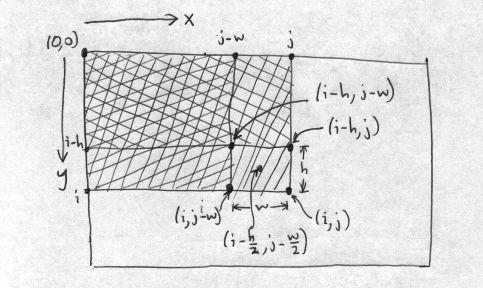 x
(0,0)
j-w
j
(i-h, j-w)
i-h
(i-h, j)
h
y
i
(i, j-w)
w
(i, j)
(i-h/2, j-w/2)